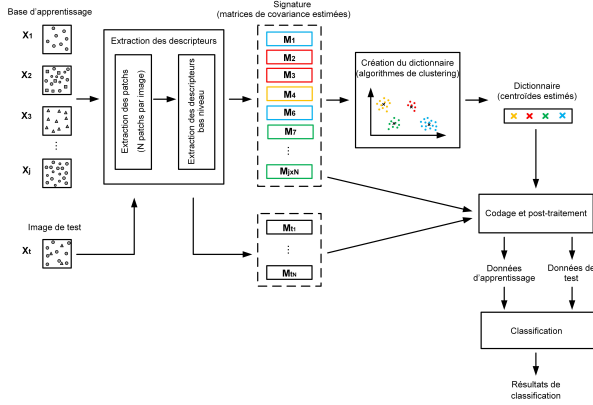 Base d'apprentissage
X1
X2
X3
⋮
Xj
Image de test
Xt
Extraction des descripteurs
Extraction des patchs
(N patchs par image)
Extraction des descripteurs
bas niveau
Signature
(matrices de covariance estimées)
M1
M2
M3
M4
M6
M7
⋮
MjxN
Mt1
⋮
MtN
Création du dictionnaire
(algorithmes de clustering)
Dictionnaire
(centroïdes estimés)
Codage et post-traitement
Données
d'apprentissage
Données de
test
Classification
Résultats de
classification